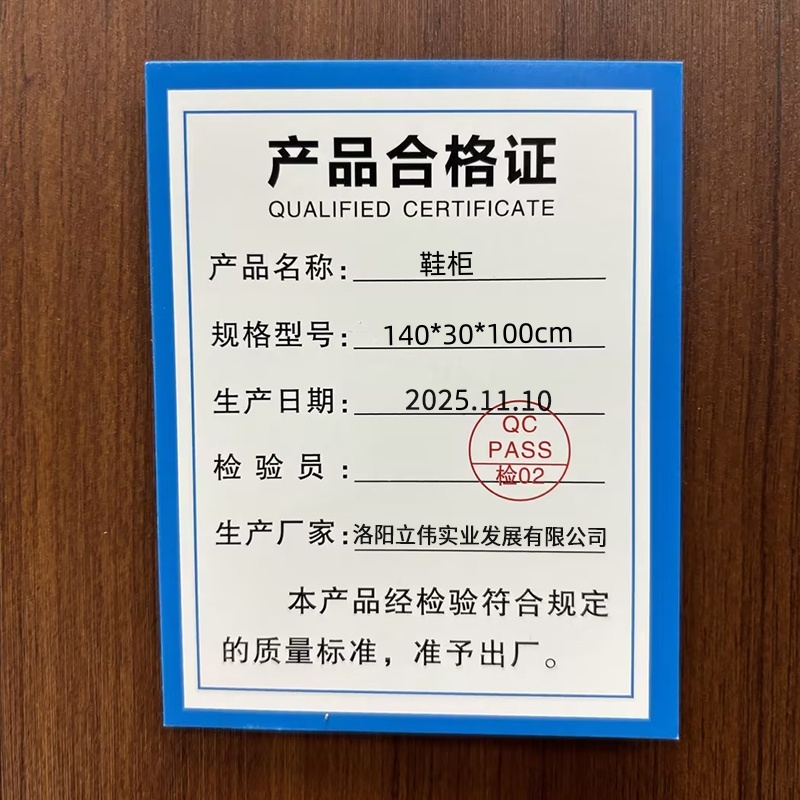 产品合格证
QUALIFIED CERTIFICATE
产品名称：鞋柜
规格型号：140*30*100cm
生产日期：2025.11.10
QC
PASS
检验员：检02
生产厂家：洛阳立伟实业发展有限公司
本产品经检验符合规定
的质量标准，准予出厂。